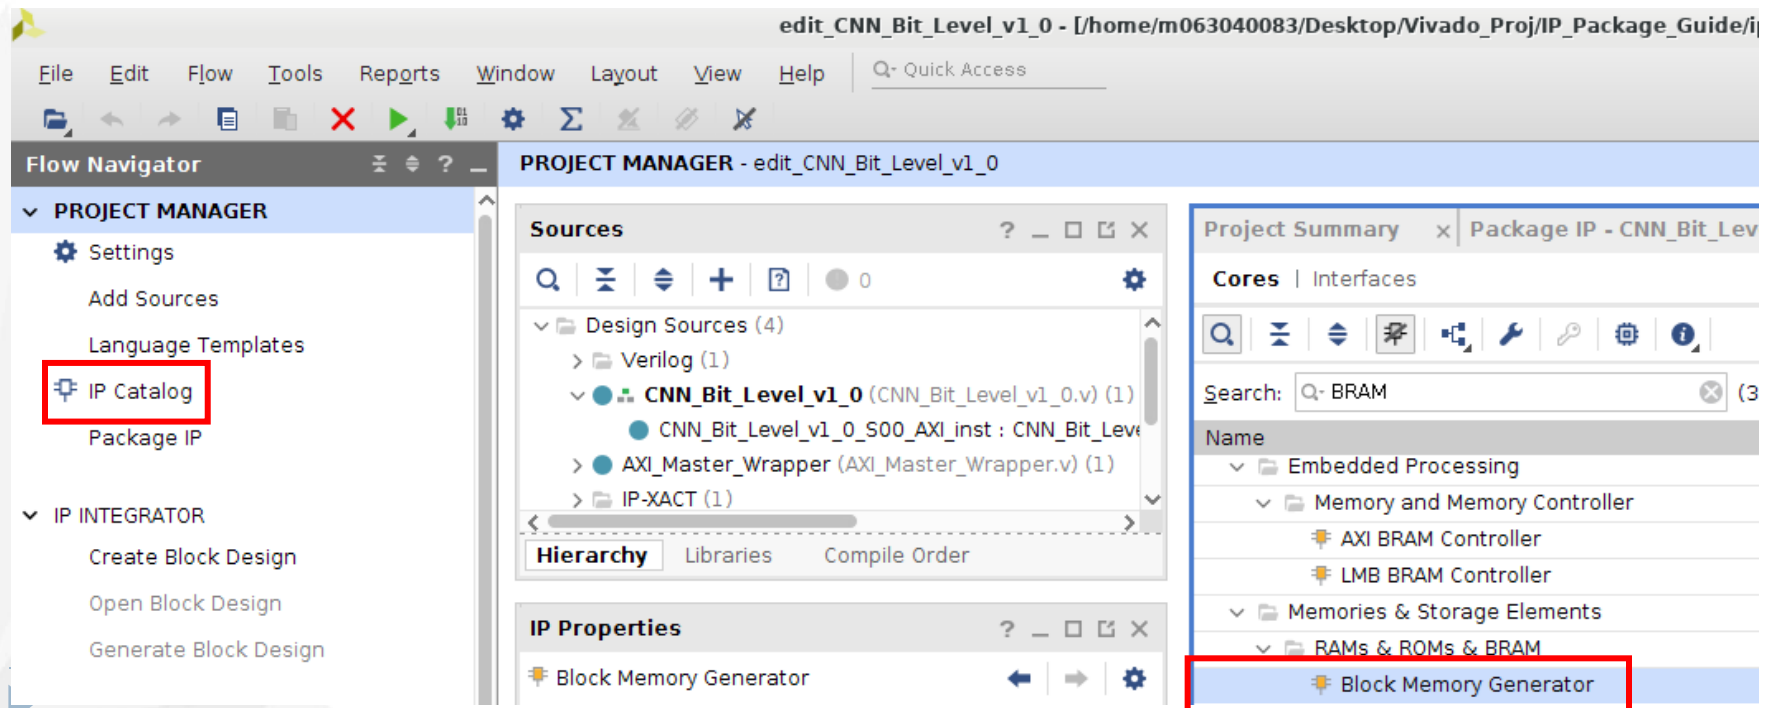 edit_CNN_Bit_Level_v1_0 - [/home/m063040083/Desktop/Vivado_Proj/IP_Package_Guide/i
File Edit Flow Tools Reports Window Layout View Help Quick Access
Flow Navigator ? _
PROJECT MANAGER - edit_CNN_Bit_Level_v1_0
PROJECT MANAGER
Settings
Add Sources
Language Templates
IP Catalog
Package IP
IP INTEGRATOR
Create Block Design
Open Block Design
Generate Block Design
Sources ?
0
Design Sources (4)
Verilog (1)
CNN_Bit_Level_v1_0 (CNN_Bit_Level_v1_0.v) (1)
CNN_Bit_Level_v1_0_S00_AXI_inst : CNN_Bit_Leve
AXI_Master_Wrapper (AXI_Master_Wrapper.v) (1)
IP-XACT (1)
Hierarchy Libraries Compile Order
IP Properties ?
Block Memory Generator
Project Summary x Package IP - CNN_Bit_Lev
Cores | Interfaces
Search: BRAM (3
Name
Embedded Processing
Memory and Memory Controller
AXI BRAM Controller
LMB BRAM Controller
Memories & Storage Elements
RAMs & ROMs & BRAM
Block Memory Generator